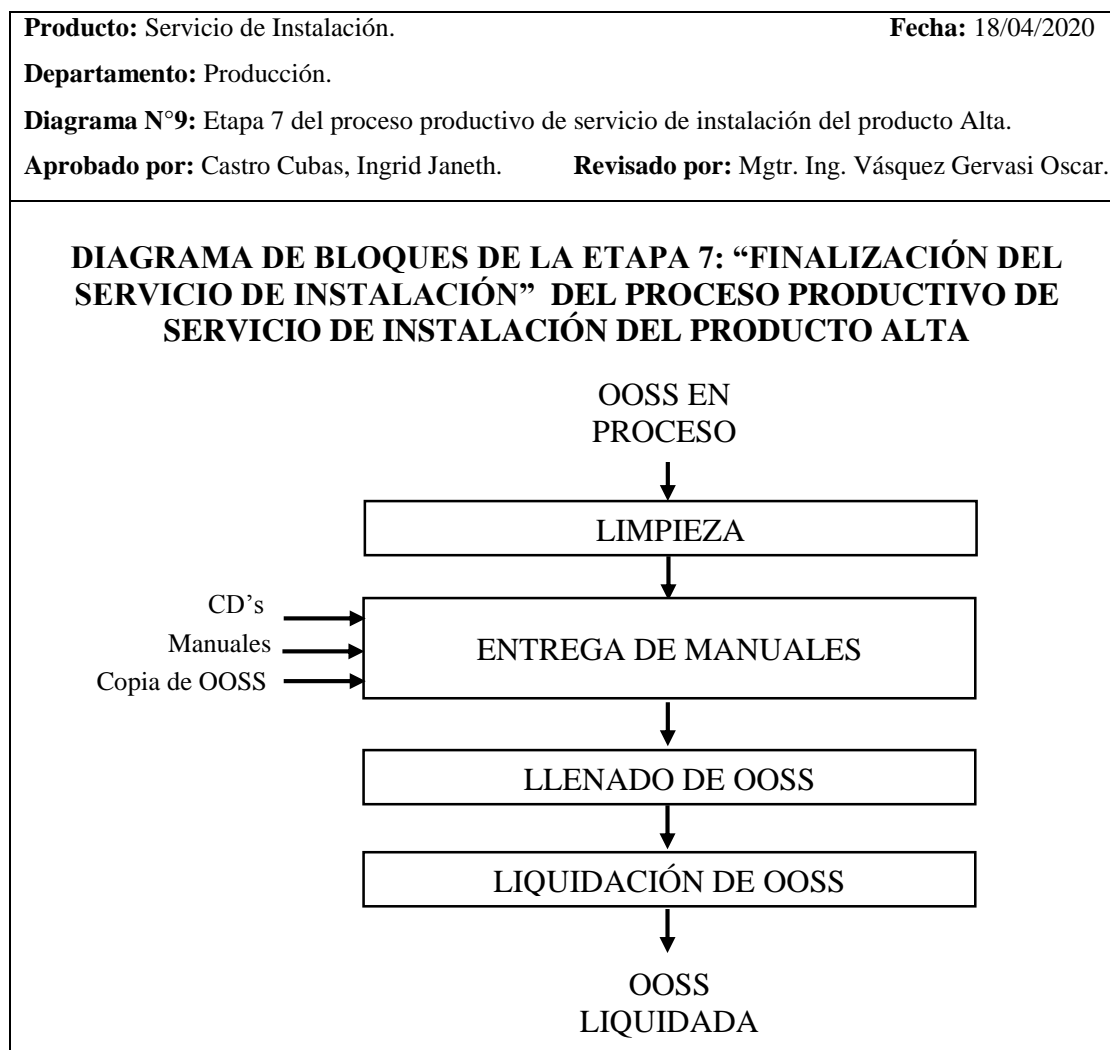 Producto: Servicio de Instalación. Fecha: 18/04/2020
Departamento: Producción.
Diagrama N°9: Etapa 7 del proceso productivo de servicio de instalación del producto Alta.
Aprobado por: Castro Cubas, Ingrid Janeth. Revisado por: Mgtr. Ing. Vásquez Gervasi Oscar.
DIAGRAMA DE BLOQUES DE LA ETAPA 7: “FINALIZACIÓN DEL
SERVICIO DE INSTALACIÓN” DEL PROCESO PRODUCTIVO DE
SERVICIO DE INSTALACIÓN DEL PRODUCTO ALTA
OOSS EN
PROCESO
LIMPIEZA
CD’s
Manuales
Copia de OOSS
ENTREGA DE MANUALES
LLENADO DE OOSS
LIQUIDACIÓN DE OOSS
OOSS
LIQUIDADA